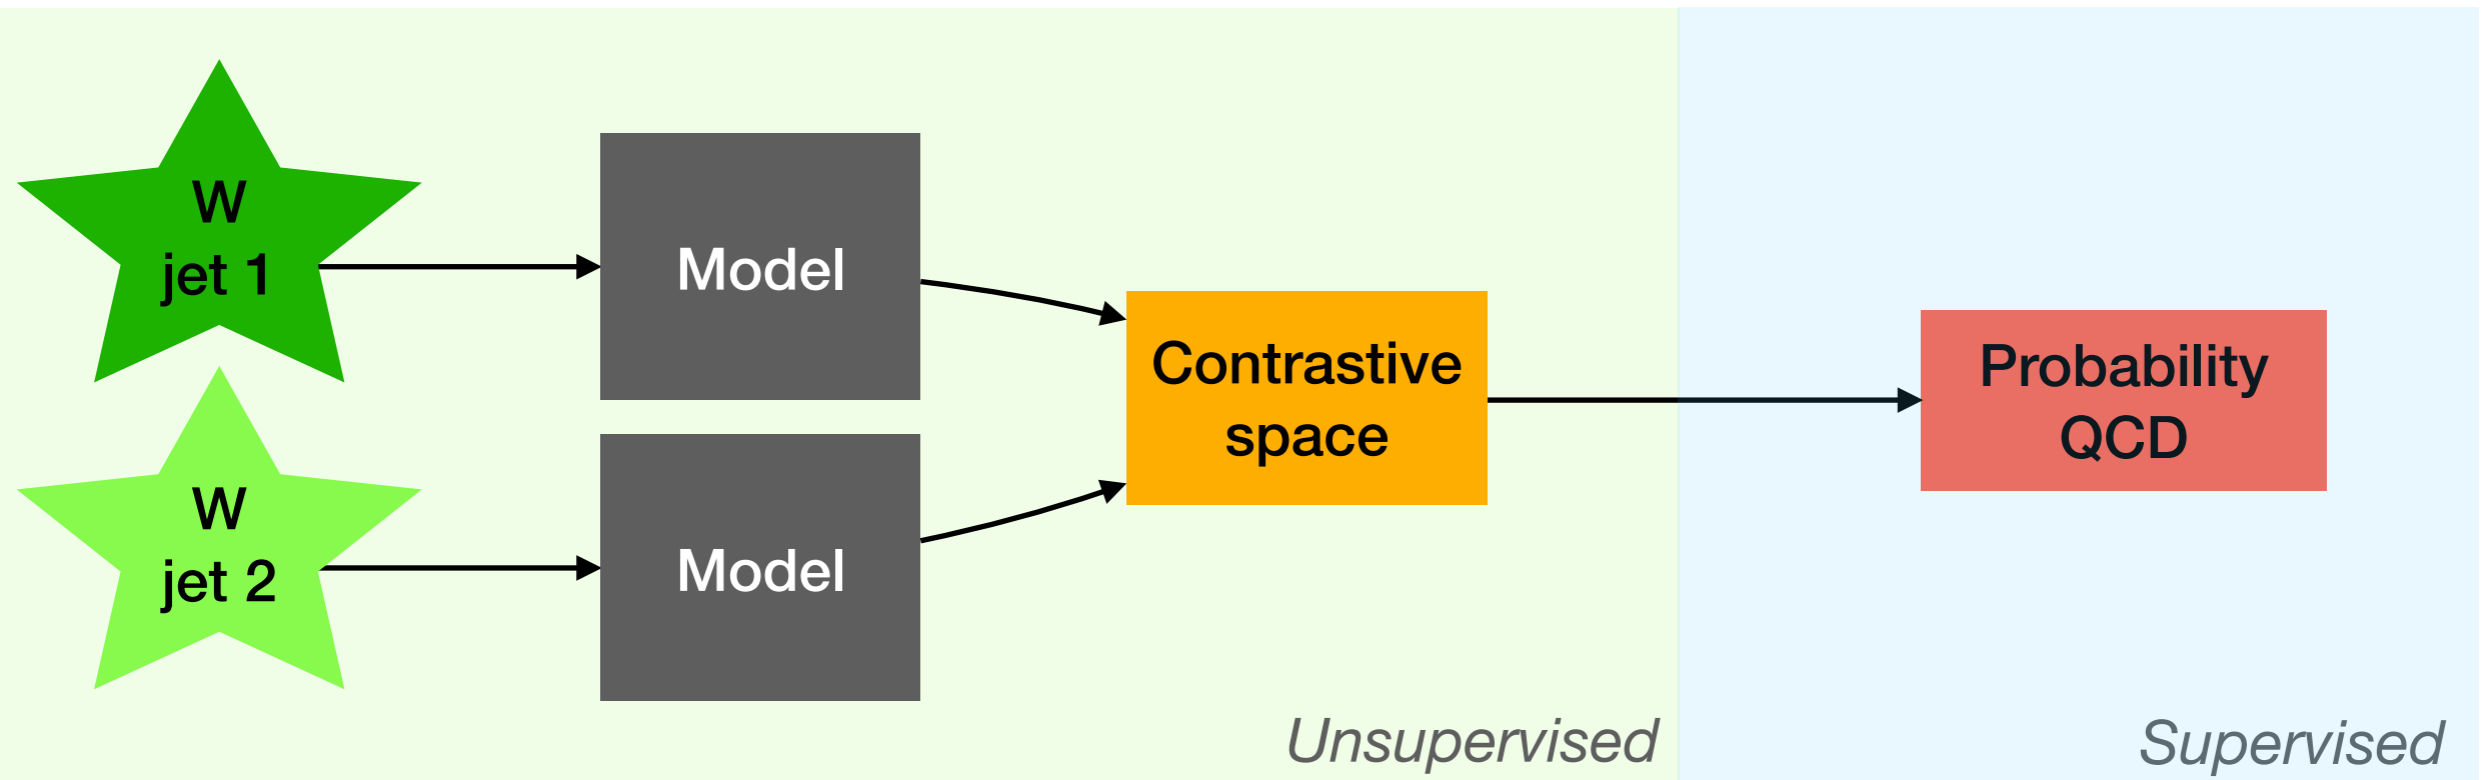 W
jet 1
Model
Contrastive
space
Probability
QCD
W
jet 2
Model
Unsupervised
Supervised